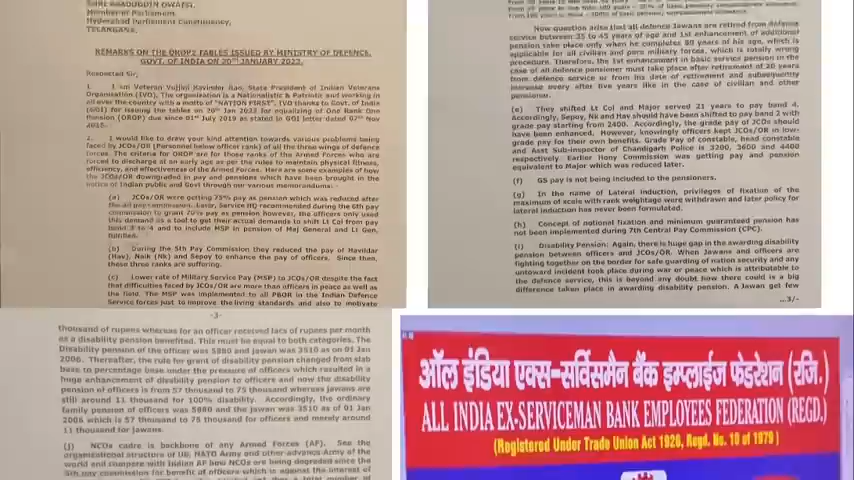 SHRI ASADUDDIN OWAISI,
Member of Parliament,
Hyderabad Parliament Constituency,
TELANGANA.
REMARKS ON THE OROP2 TABLES ISSUED BY MINISTRY OF DEFENCE,
GOVT. OF INDIA ON 20TH JANUARY 2023.
Respected Sir,
1. I am Veteran Vujjini Ravinder Rao, State President of Indian Veterans
Organisation (IVO). The organization is a Nationalistic & Patriotic and working in
all over the country with a motto of "NATION FIRST". IVO thanks to Govt. of India
(GOI) for issuing the tables on 20th Jan 2023 for equalizing of One Rank One
Pension (OROP) due since 01st July 2019 as stated in GOI letter dated 07th Nov
2015.
2. I would like to draw your kind attention towards various problems being
faced by JCOs/OR (Personnel below officer rank) of all the three wings of defence
forces. The criteria for OROP are for those ranks of the Armed Forces who are
forced to discharge at an early age as per the rules to maintain physical fitness,
efficiency, and effectiveness of the Armed Forces. Here are some examples of how
the JCOs/OR downgraded in pay and pensions which have been brought in the
notice of Indian public and Govt through our various memorandums: -
(a) JCOs/OR were getting 75% pay as pension which was reduced after
the pay commission. Later, Service HQ recommended during the 6th pay
commission to grant 70% pay as pension however, the officers only used
this demand as a tool to get their actual demands to shift Lt Col from pay
band 3 to 4 and to include MSP in pension of Maj General and Lt Gen,
fulfilled.
(b) During the 5th Pay Commission they reduced the pay of Havildar
(Hav), Naik (Nk) and Sepoy to enhance the pay of officers. Since then,
these three ranks are suffering.
(c) Lower rate of Military Service Pay (MSP) to JCOs/OR despite the fact
that difficulties faced by JCOs/OR are more than officers in peace as well as
the field. The MSP was implemented to all PBOR in the Indian Defence
Service forces just to improve the living standards and also to motivate
Now question arise that all defence Jawans are retired from defence
service between 35 to 45 years of age and 1st enhancement of additional
pension take place only when he completes 80 years of his age, which is
applicable for all civilian and para military forces, which is totally wrong
procedure. Therefore, the 1st enhancement in basic service pension in the
case of all defence pensioner must take place after retirement of 20 years
from defence service or from his date of retirement and subsequently
increase every after five years like in the case of civilian and other
pensioner.
(e) They shifted Lt Col and Major served 21 years to pay band 4.
Accordingly, Sepoy, Nk and Hav should have been shifted to pay band 2 with
grade pay starting from 2400. Accordingly, the grade pay of JCOs should
have been enhanced. However, knowingly officers kept JCOs/OR in low-
grade pay for their own benefits. Grade Pay of constable, head constable
and Asst Sub-inspector of Chandigarh Police is 3200, 3600 and 4400
respectively. Earlier Hony Commission was getting pay and pension
equivalent to Major which was reduced later.
(f) GS pay is not being included to the pensioners.
(g) In the name of Lateral induction, privileges of fixation of the
maximum of scale with rank weighted were withdrawn and later policy for
lateral induction has never been formulated.
(h) Concept of notional fixation and minimum guaranteed pension has
not been implemented during 7th Central Pay Commission (CPC).
(i) Disability Pension: Again, there is huge gap in the awarding disability
pension between officers and JCOs/OR. When Jawans and officers are
fighting together on the border for safe guarding of nation security and any
untoward incident took place during war or peace which is attributable to
the defence service, this is beyond any doubt how there could is a big
difference taken place in awarding disability pension. A Jawan get few
...3/-
-3-
thousand of rupees whereas for an officer received lacs of rupees per month
as a disability pension benefited. This must be equal to both categories. The
Disability pension of the officer was 5880 and jawan was 3510 as on 01 Jan
2006. Thereafter, the rule for grant of disability pension changed from slab
base to percentage base under the pressure of officers which resulted in a
huge enhancement of disability pension to officers and now the disability
pension of officers is from 57 thousand to 75 thousand whereas jawans are
still around 11 thousand for 100% disability. Accordingly, the ordinary
family pension of officers was 5880 and the jawan was 3510 as of 01 Jan
2006 which is 57 thousand to 75 thousand for officers and merely around
11 thousand for jawans.
(j) NCOs cadre is backbone of any Armed Forces (AF). See the
organizational structure of US, NATO Army and other advance Army of the
world and compare with Indian AF how NCOs are being degraded since the
5th pay commission for benefit of officers which is against the interest of
ऑल इंडिया एक्स-सर्विसमैन बैंक इम्प्लाईज फेडरेशन (रजि.)
ALL INDIA EX-SERVICEMAN BANK EMPLOYEES FEDERATION (REGD.)
(Registered Under Trade Union Act 1926, Regd. No. 10 of 1979)